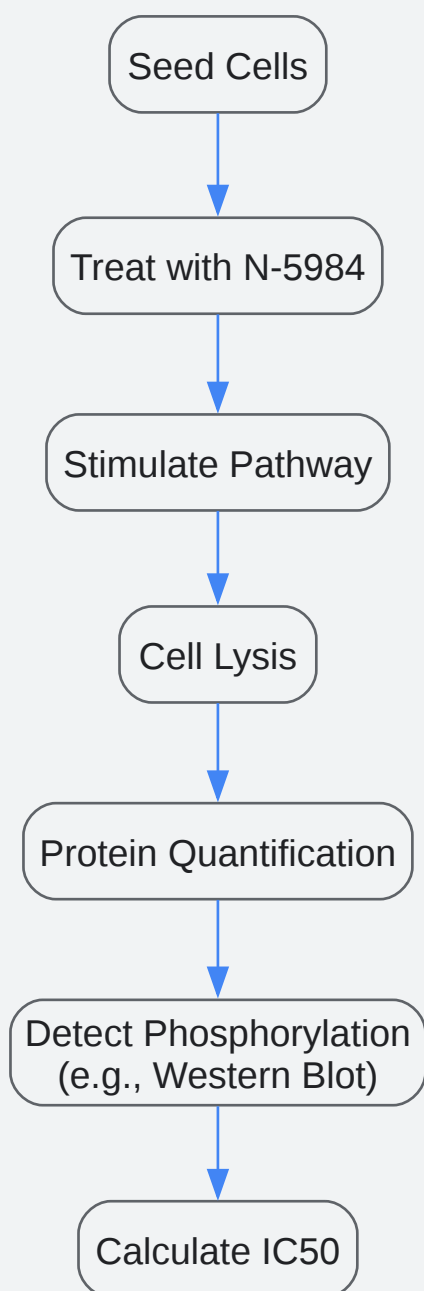 Seed Cells
Treat with N-5984
Stimulate Pathway
Cell Lysis
Protein Quantification
Detect Phosphorylation
(e.g., Western Blot)
Calculate IC50